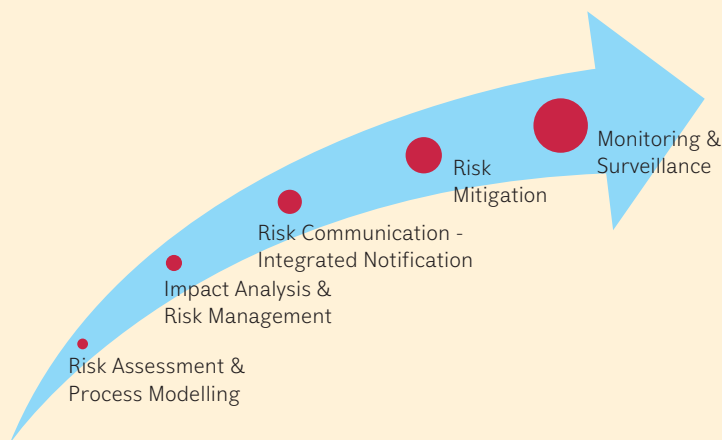 Monitoring &
Surveillance
Risk
Mitigation
Risk Communication -
Integrated Notification
Impact Analysis &
Risk Management
Risk Assessment &
Process Modelling